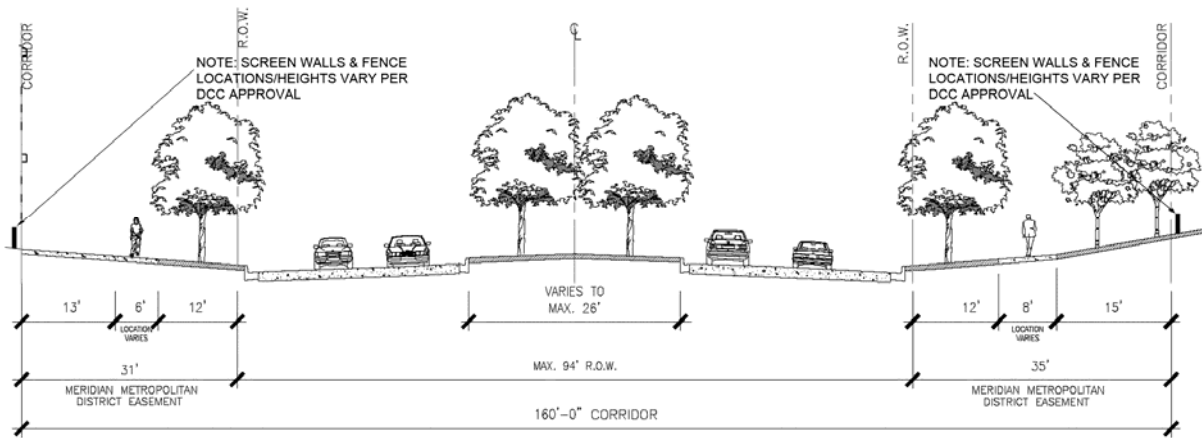 CORRIDOR
R.O.W.
NOTE: SCREEN WALLS & FENCE
LOCATIONS/HEIGHTS VARY PER
DCC APPROVAL
CL
R.O.W.
NOTE: SCREEN WALLS & FENCE
LOCATIONS/HEIGHTS VARY PER
DCC APPROVAL
CORRIDOR
13'
6'
12'
LOCATION
VARIES
VARIES TO
MAX. 26'
12'
8'
15'
LOCATION
VARIES
31'
MERIDIAN METROPOLITAN
DISTRICT EASEMENT
MAX. 94' R.O.W.
35'
MERIDIAN METROPOLITAN
DISTRICT EASEMENT
160'-0" CORRIDOR